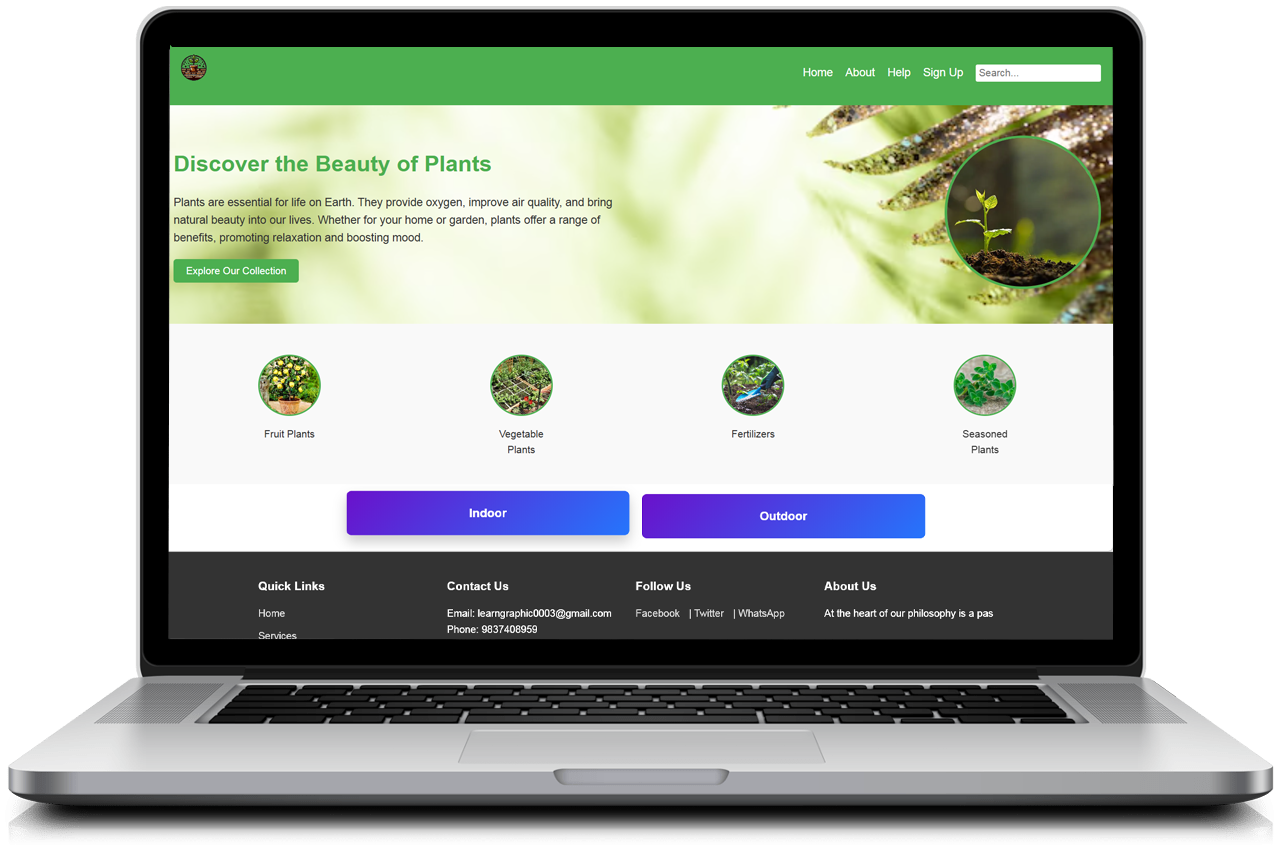 Home About Help Sign Up Search...
Discover the Beauty of Plants
Plants are essential for life on Earth. They provide oxygen, improve air quality, and bring
natural beauty into our lives. Whether for your home or garden, plants offer a range of
benefits, promoting relaxation and boosting mood.
Explore Our Collection
Fruit Plants
Vegetable
Plants
Fertilizers
Seasoned
Plants
Indoor
Outdoor
Quick Links
Home
Services
Contact Us
Email: learngraphic0003@gmail.com
Phone: 9837408959
Follow Us
Facebook | Twitter | WhatsApp
About Us
At the heart of our philosophy is a pas